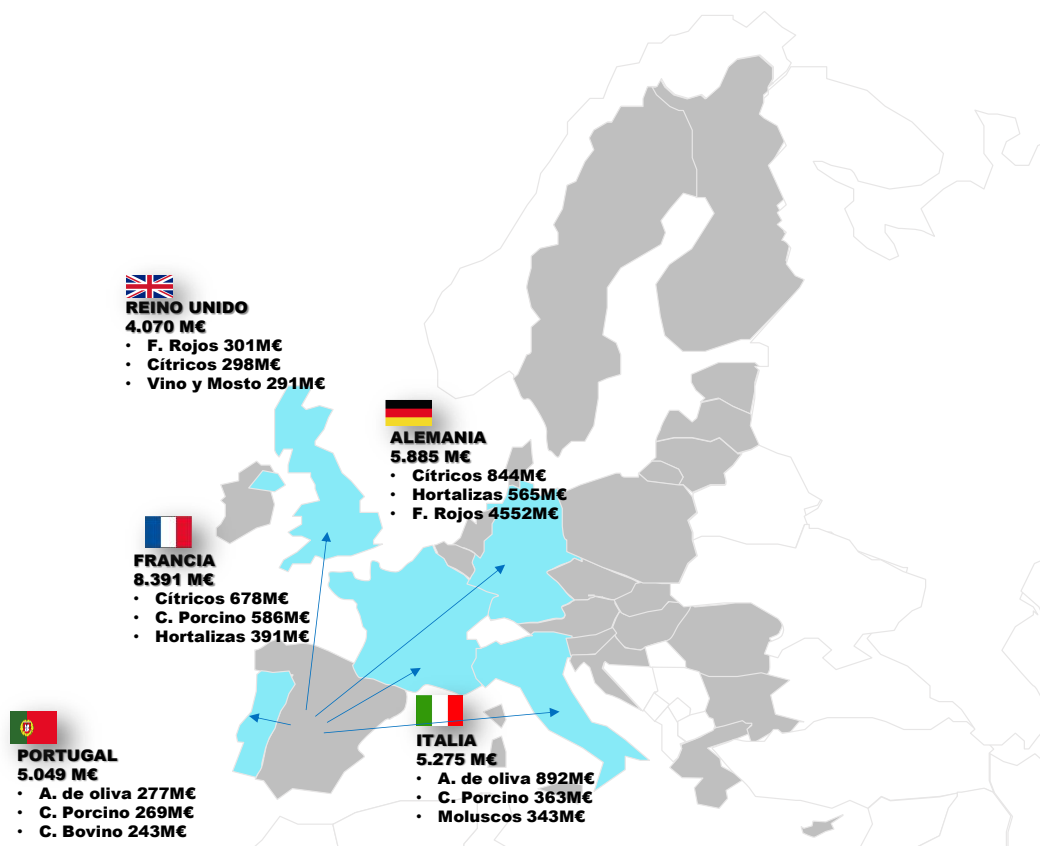 REINO UNIDO
4.070 M€
• F. Rojos 301M€
• Cítricos 298M€
• Vino y Mosto 291M€
ALEMANIA
5.885 M€
• Cítricos 844M€
• Hortalizas 565M€
• F. Rojos 4552M€
FRANCIA
8.391 M€
• Cítricos 678M€
• C. Porcino 586M€
• Hortalizas 391M€
PORTUGAL
5.049 M€
• A. de oliva 277M€
• C. Porcino 269M€
• C. Bovino 243M€
ITALIA
5.275 M€
• A. de oliva 892M€
• C. Porcino 363M€
• Moluscos 343M€